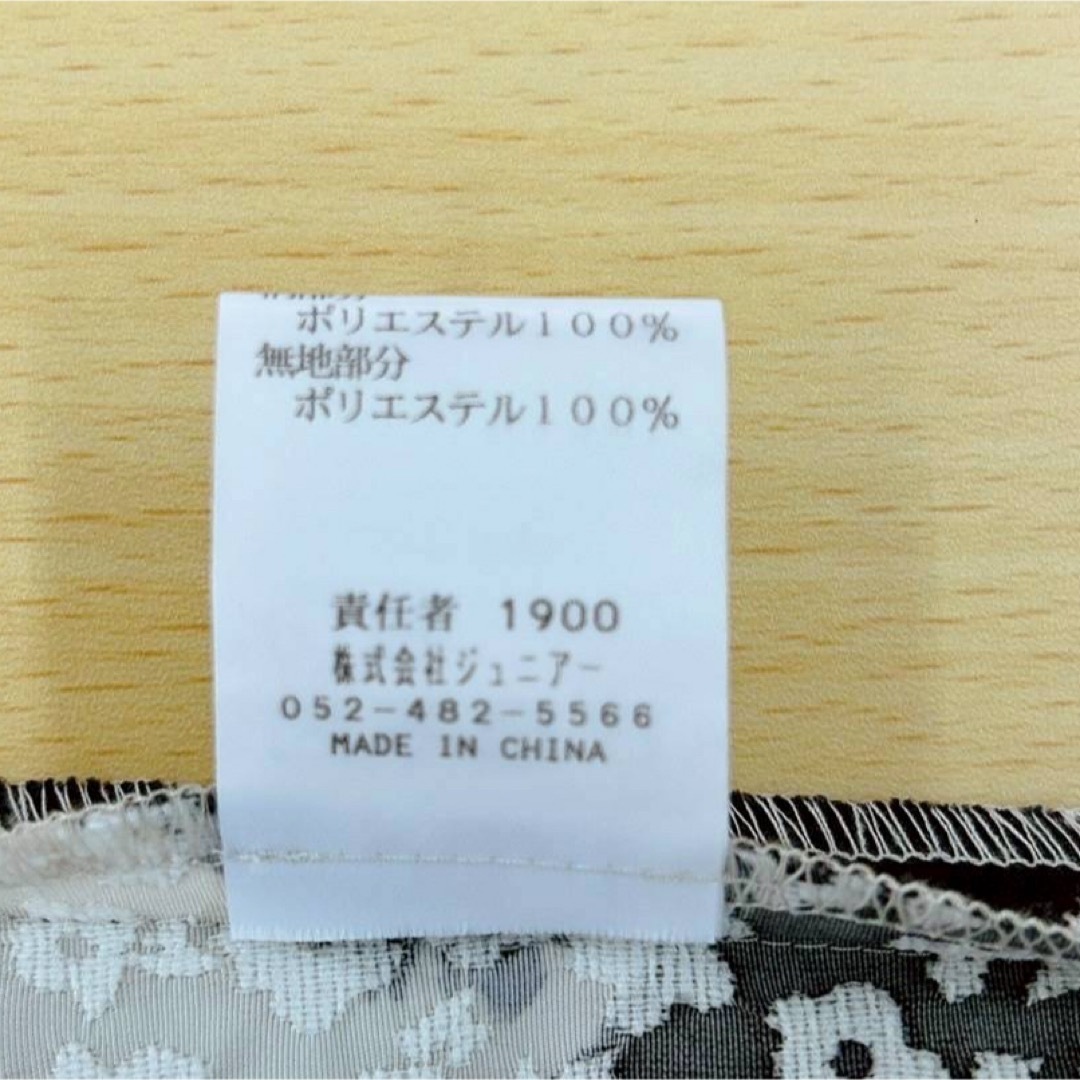 ポリエステル100%
無地部分
ポリエステル100%
責任者 1900
株式会社ジュニアー
052-482-5566
MADE IN CHINA